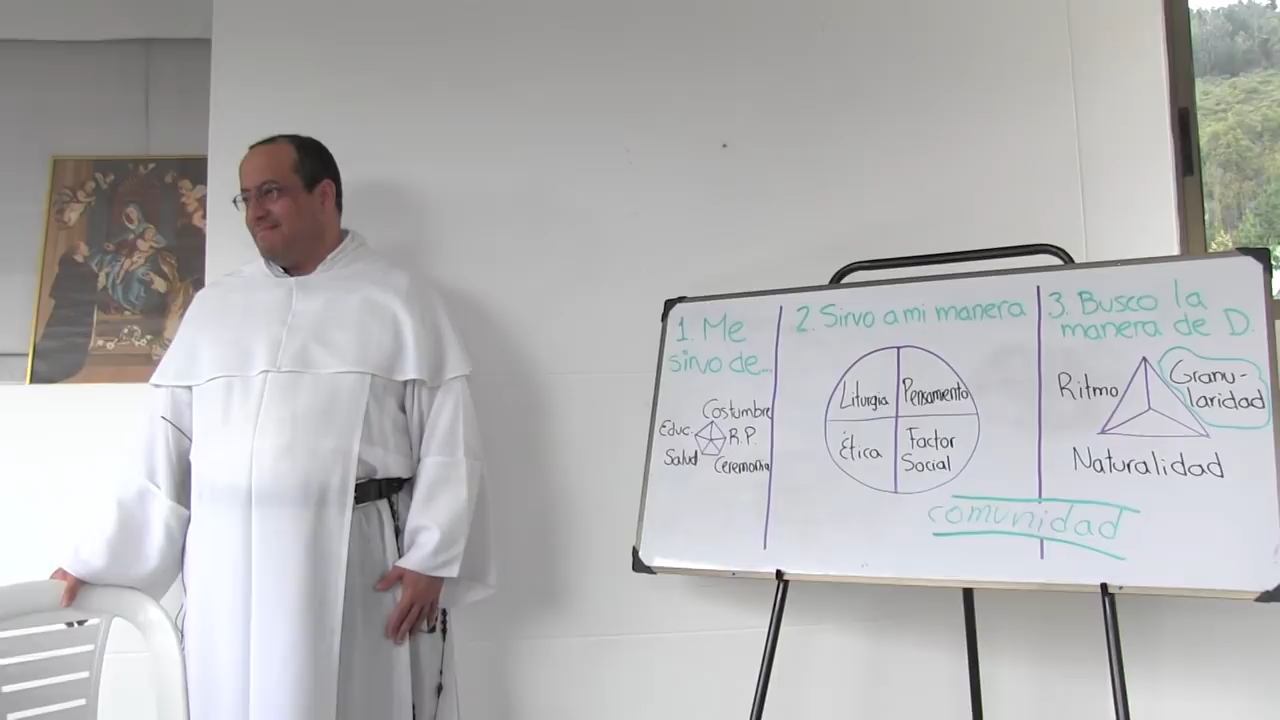 1. Me
sirvo de...
Costumbre
Educ.
R.P.
Salud
Ceremonia
2. Sirvo a mi manera
Liturgia
Pensamiento
Ética
Factor
Social
3. Busco la
manera de D.
Ritmo
Granu-
laridad
Naturalidad
comunidad